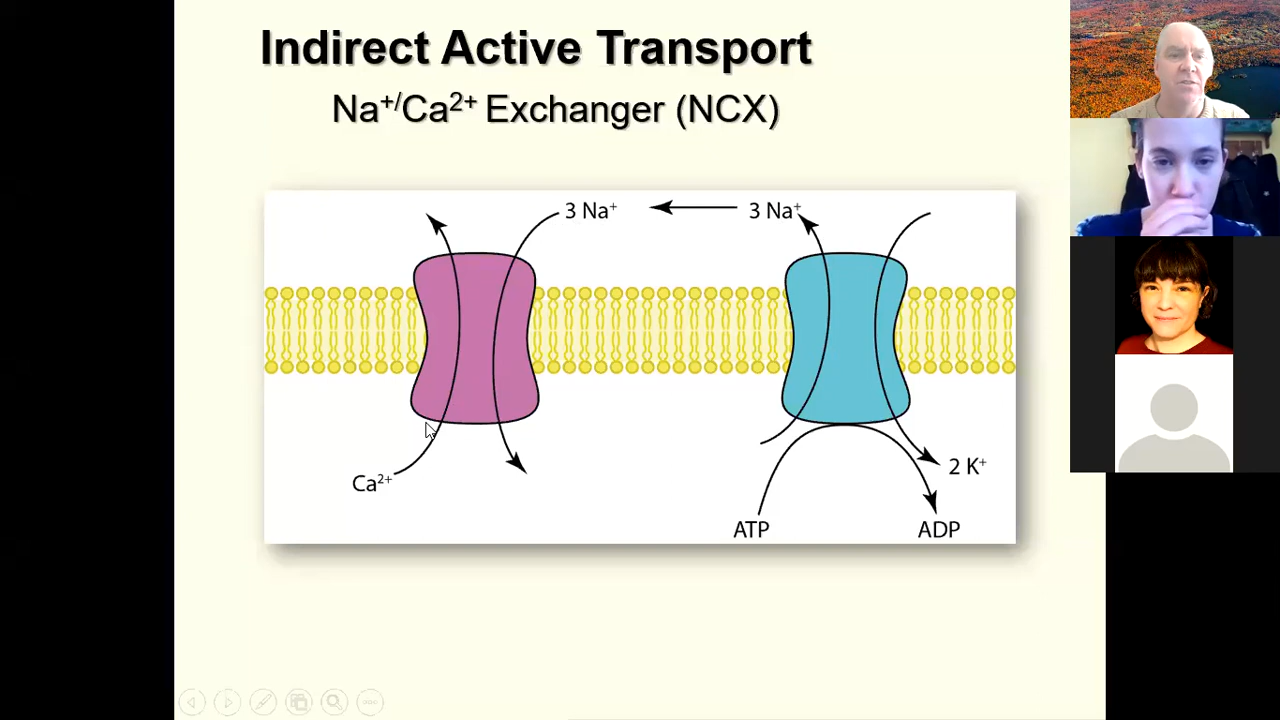 Indirect Active Transport
Na⁺/Ca²⁺ Exchanger (NCX)
3 Na⁺
3 Na⁺
Ca²⁺
2 K⁺
ATP
ADP